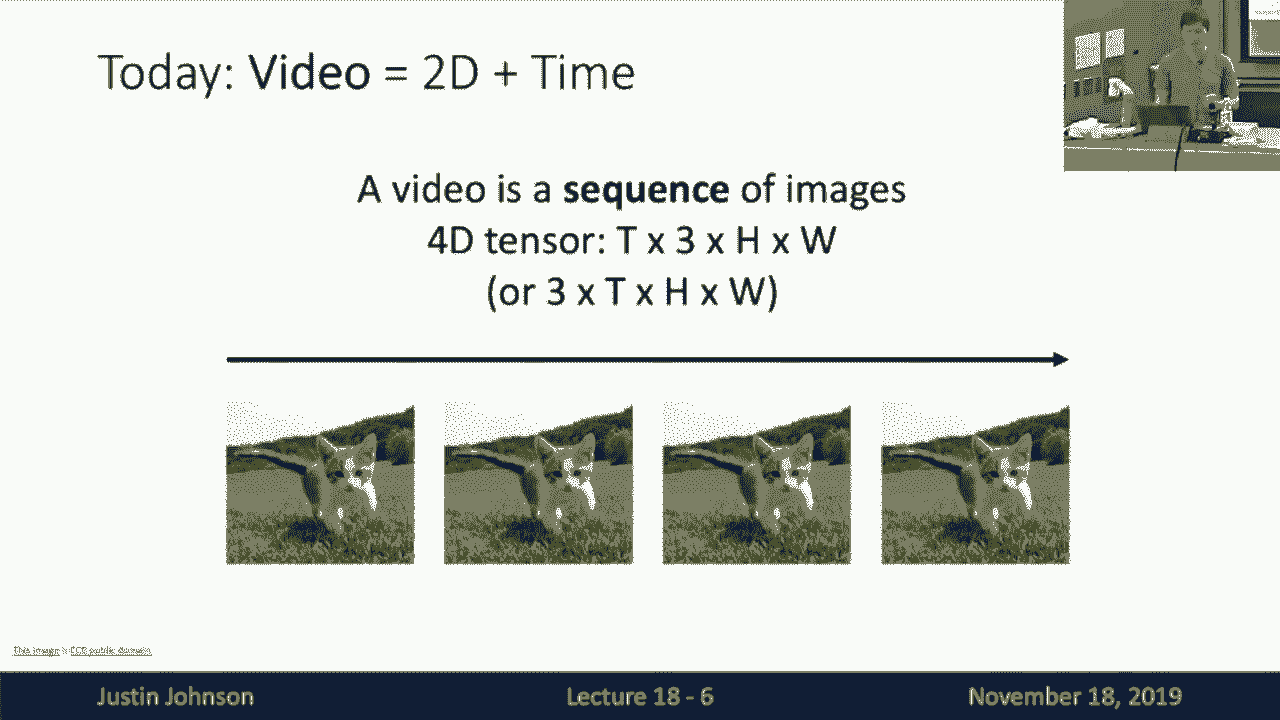 Today: Video = 2D + Time
A video is a sequence of images
4D tensor: T x 3 x H x W
(or 3 x T x H x W)
This image is CC0 public domain
Justin Johnson
Lecture 18 - 6
November 18, 2019